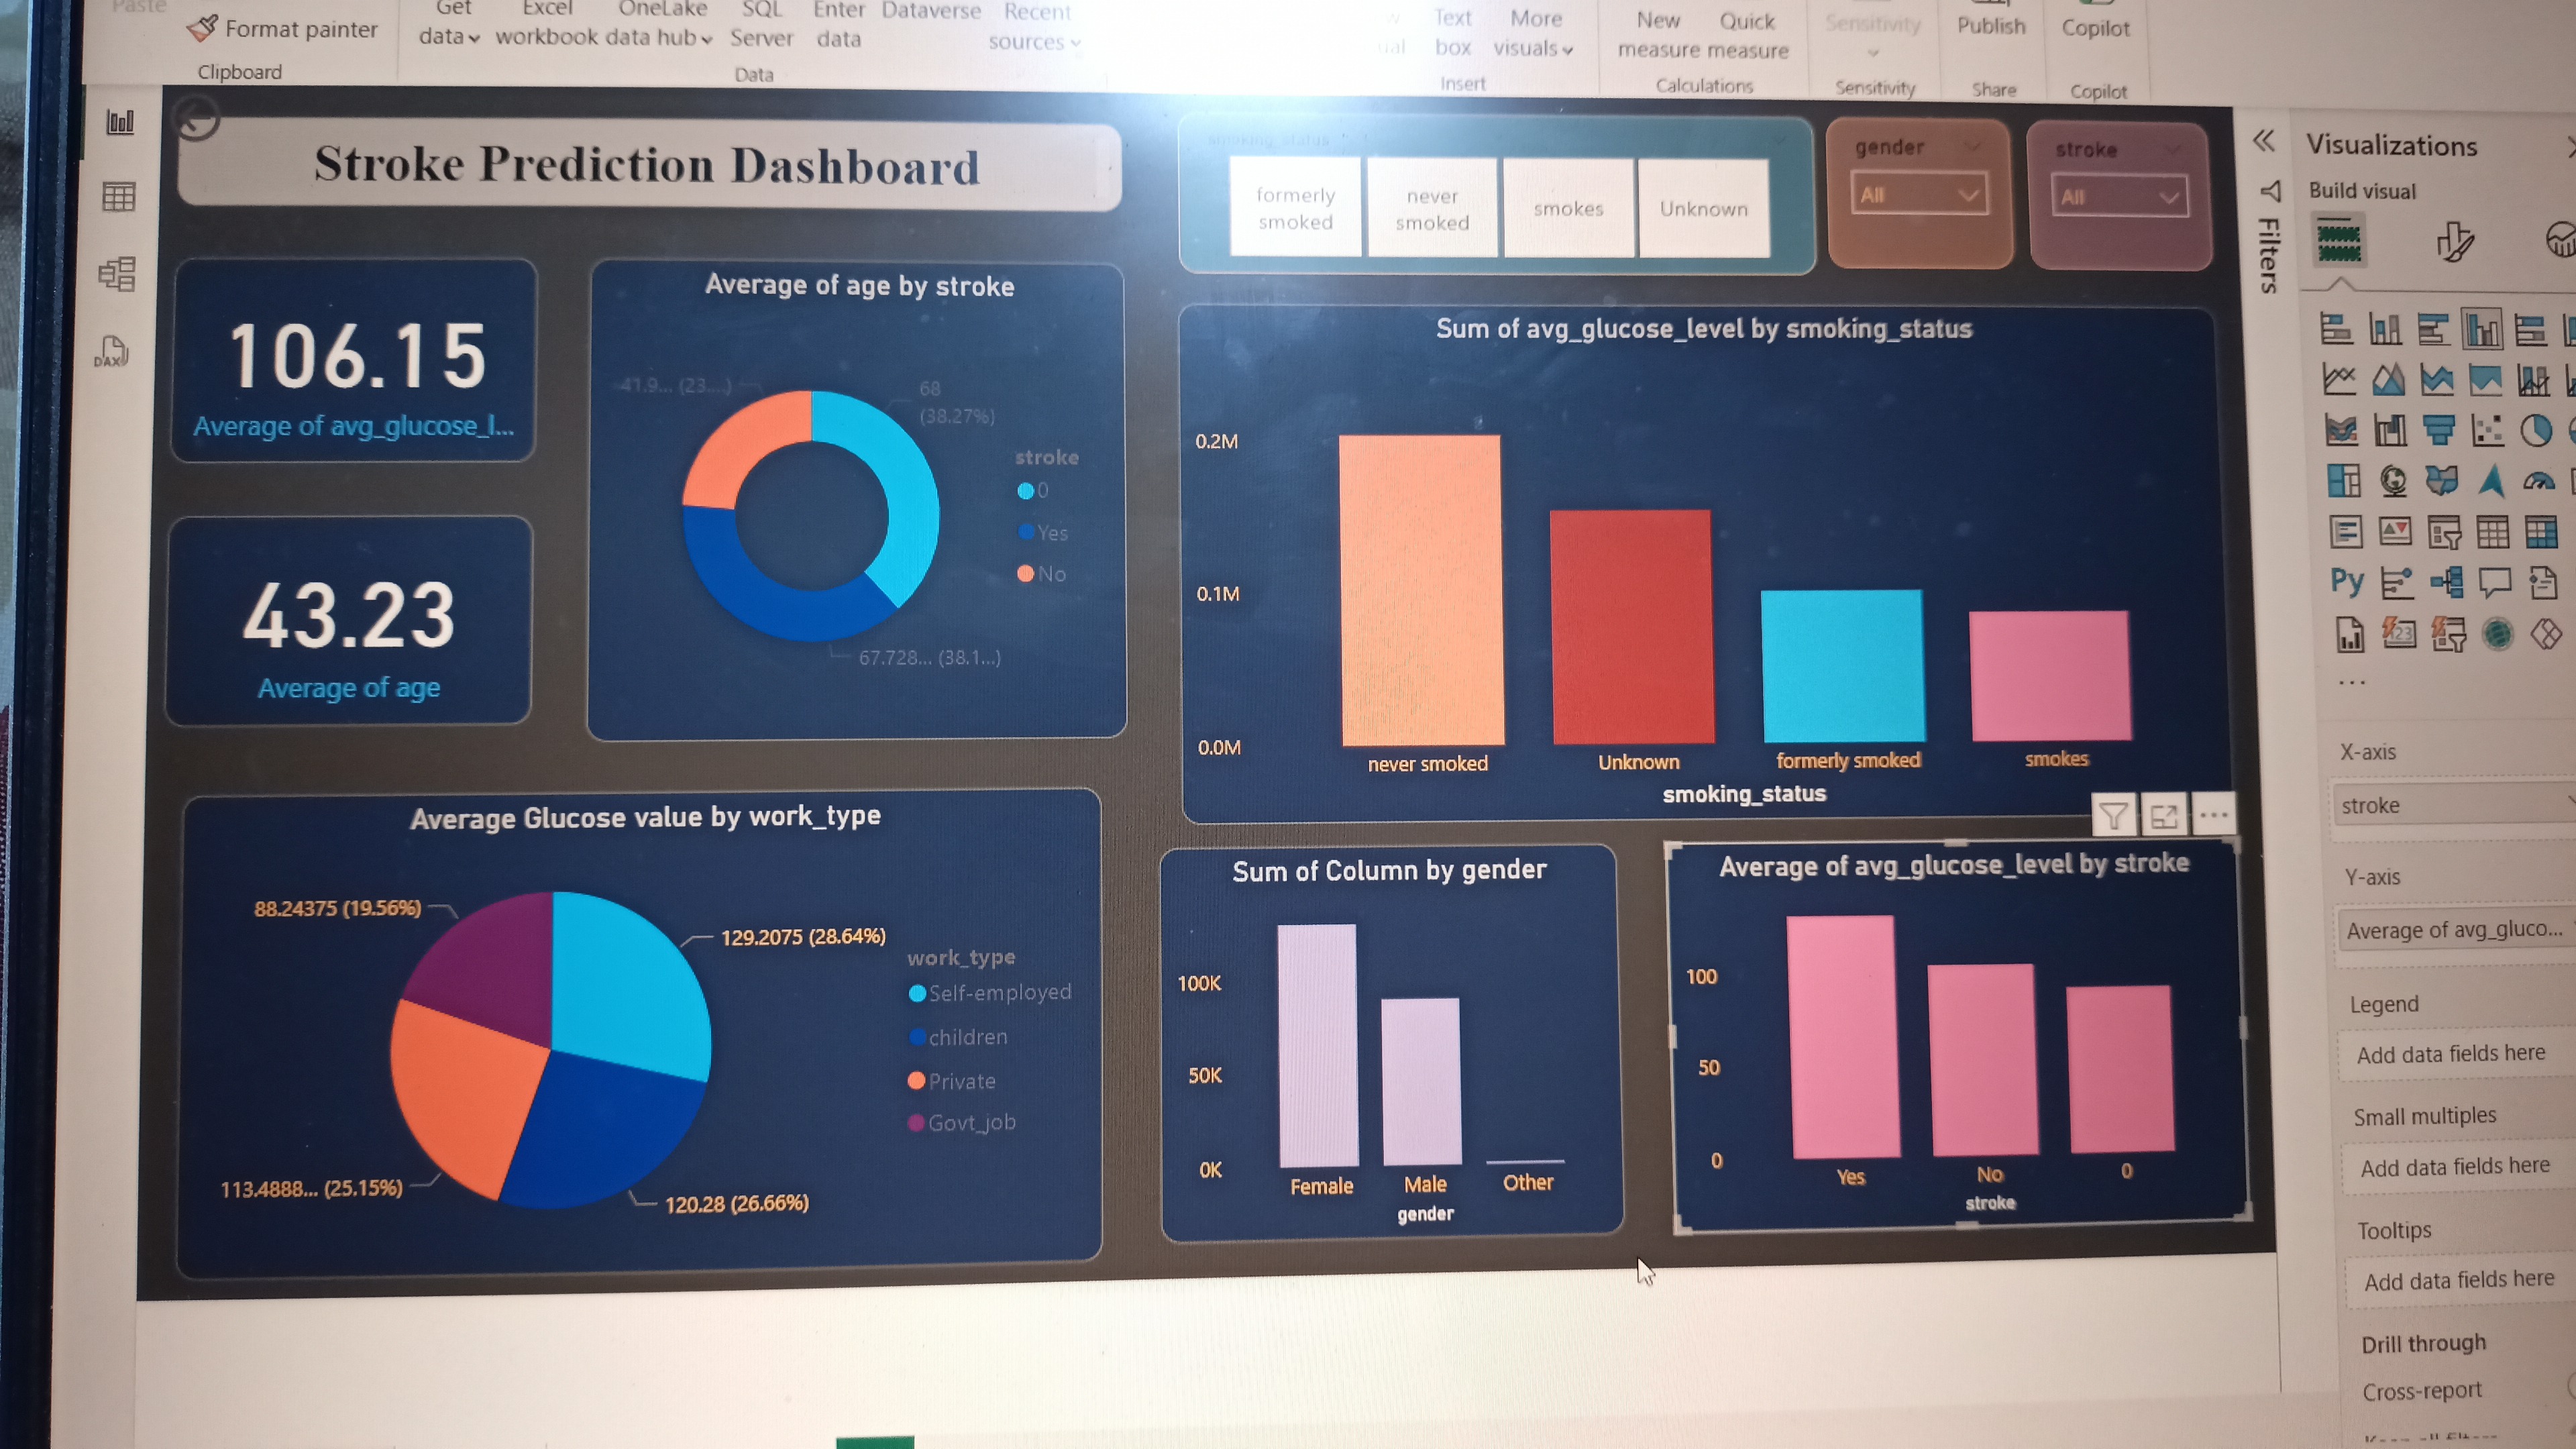 Paste
Format painter
Clipboard
Get data
Excel workbook
OneLake data hub
SQL Server
Enter data
Dataverse
Recent sources
Data
Text box
More visuals
Insert
New measure
Quick measure
Calculations
Sensitivity
Sensitivity
Publish
Share
Copilot
Copilot
DAX
Stroke Prediction Dashboard
smoking_status
formerly smoked
never smoked
smokes
Unknown
gender
All
stroke
All
106.15
Average of avg_glucose_l...
43.23
Average of age
Average of age by stroke
41.9... (23....)
68
(38.27%)
67.728... (38.1...)
stroke
0
Yes
No
Sum of avg_glucose_level by smoking_status
0.2M
0.1M
0.0M
never smoked
Unknown
formerly smoked
smokes
smoking_status
Average Glucose value by work_type
88.24375 (19.56%)
129.2075 (28.64%)
113.4888... (25.15%)
120.28 (26.66%)
work_type
Self-employed
children
Private
Govt_job
Sum of Column by gender
100K
50K
0K
Female
Male
Other
gender
Average of avg_glucose_level by stroke
100
50
0
Yes
No
0
stroke
Filters
Visualizations
Build visual
Py
123
...
X-axis
stroke
Y-axis
Average of avg_gluco...
Legend
Add data fields here
Small multiples
Add data fields here
Tooltips
Add data fields here
Drill through
Cross-report